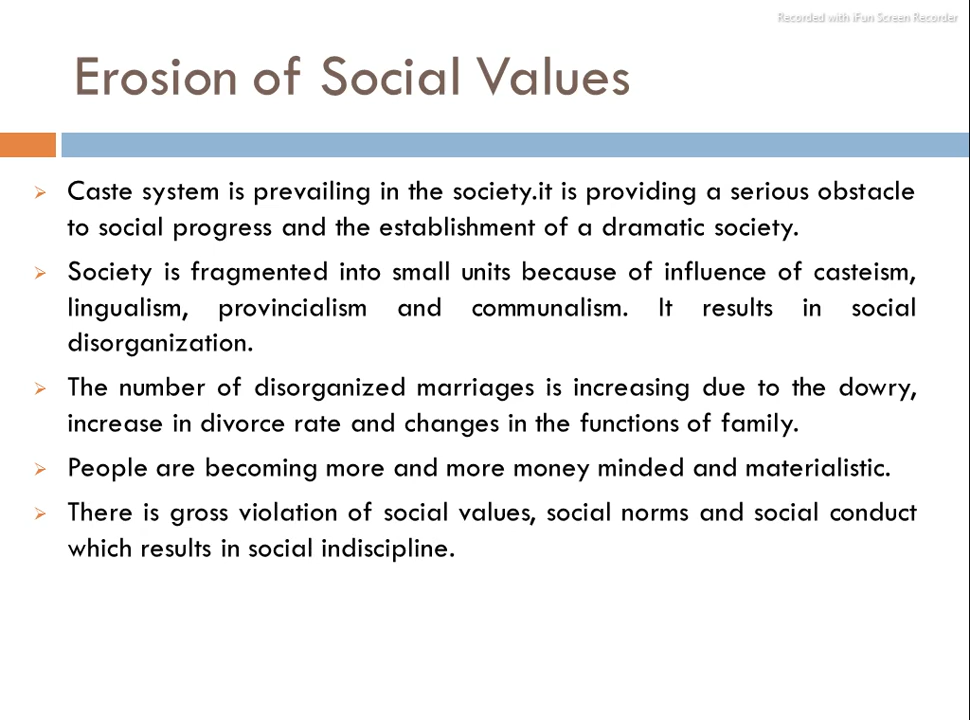 Recorded with iFun Screen Recorder
Erosion of Social Values
Caste system is prevailing in the society.it is providing a serious obstacle
to social progress and the establishment of a dramatic society.
Society is fragmented into small units because of influence of casteism,
lingualism, provincialism and communalism. It results in social
disorganization.
The number of disorganized marriages is increasing due to the dowry,
increase in divorce rate and changes in the functions of family.
People are becoming more and more money minded and materialistic.
There is gross violation of social values, social norms and social conduct
which results in social indiscipline.